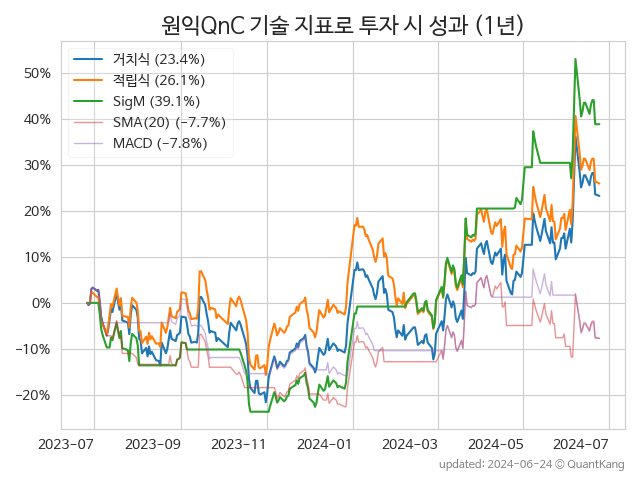 원익QnC 기술 지표로 투자 시 성과 (1년)
거치식 (23.4%)
적립식 (26.1%)
SigM (39.1%)
SMA(20) (−7.7%)
MACD (−7.8%)
50%
40%
30%
20%
10%
0%
−10%
−20%
2023-07
2023-09
2023-11
2024-01
2024-03
2024-05
2024-07
updated: 2024-06-24 ⓒ QuantKang